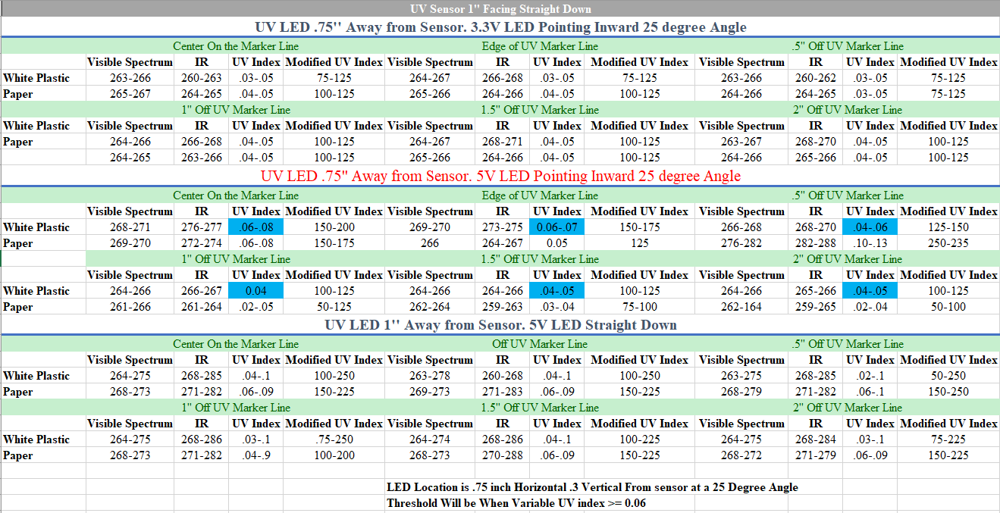 UV Sensor 1" Facing Straight Down
UV LED .75'' Away from Sensor. 3.3V LED Pointing Inward 25 degree Angle
Center On the Marker Line Edge of UV Marker Line .5" Off UV Marker Line
Visible Spectrum IR UV Index Modified UV Index Visible Spectrum IR UV Index Modified UV Index Visible Spectrum IR UV Index Modified UV Index
White Plastic 263-266 260-263 .03-.05 75-125 264-267 266-268 .03-.05 75-125 263-266 260-262 .03-.05 75-125
Paper 265-267 264-265 .04-.05 100-125 265-266 264-266 .04-.05 100-125 264-266 264-265 .03-.05 75-125
1" Off UV Marker Line 1.5" Off UV Marker Line 2" Off UV Marker Line
White Plastic Visible Spectrum IR UV Index Modified UV Index Visible Spectrum IR UV Index Modified UV Index Visible Spectrum IR UV Index Modified UV Index
Paper 264-266 266-268 .04-.05 100-125 264-267 268-271 .04-.05 100-125 263-267 268-270 .04-.05 100-125
264-265 263-266 .04-.05 100-125 265-266 264-266 .04-.05 100-125 264-266 265-266 .04-.05 100-125
UV LED .75" Away from Sensor. 5V LED Pointing Inward 25 degree Angle
Center On the Marker Line Edge of UV Marker Line .5" Off UV Marker Line
Visible Spectrum IR UV Index Modified UV Index Visible Spectrum IR UV Index Modified UV Index Visible Spectrum IR UV Index Modified UV Index
White Plastic 268-271 276-277 .06-.08 150-200 269-270 273-275 0.06-.07 150-175 266-268 268-270 .04-.06 125-150
Paper 269-270 272-274 .06-.08 150-175 266 264-267 0.05 125 276-282 282-288 .10-.13 250-235
1" Off UV Marker Line 1.5" Off UV Marker Line 2" Off UV Marker Line
Visible Spectrum IR UV Index Modified UV Index Visible Spectrum IR UV Index Modified UV Index Visible Spectrum IR UV Index Modified UV Index
White Plastic 264-266 266-267 0.04 100-125 264-266 264-266 .04-.05 100-125 264-266 265-266 .04-.05 100-125
Paper 261-266 261-264 .02-.05 50-125 262-264 259-263 .03-.04 75-100 262-164 259-265 .02-.04 50-100
UV LED 1'' Away from Sensor. 5V LED Straight Down
Center On the Marker Line Off UV Marker Line .5" Off UV Marker Line
Visible Spectrum IR UV Index Modified UV Index Visible Spectrum IR UV Index Modified UV Index Visible Spectrum IR UV Index Modified UV Index
White Plastic 264-275 268-285 .04-.1 100-250 263-278 260-268 .04-.1 100-250 263-275 268-285 .02-.1 50-250
Paper 268-273 271-282 .06-.09 150-225 269-273 271-283 .06-.09 150-225 268-279 271-282 .06-.1 150-250
1" Off UV Marker Line 1.5" Off UV Marker Line 2" Off UV Marker Line
Visible Spectrum IR UV Index Modified UV Index Visible Spectrum IR UV Index Modified UV Index Visible Spectrum IR UV Index Modified UV Index
White Plastic 264-275 268-286 .03-.1 .75-250 264-274 268-286 .04-.1 100-225 264-275 268-284 .03-.1 75-225
Paper 268-273 271-282 .04-.9 100-200 268-273 270-288 .06-.09 150-225 268-272 271-279 .06-.09 150-225
LED Location is .75 inch Horizontal .3 Vertical From sensor at a 25 Degree Angle
Threshold Will be When Variable UV index >= 0.06